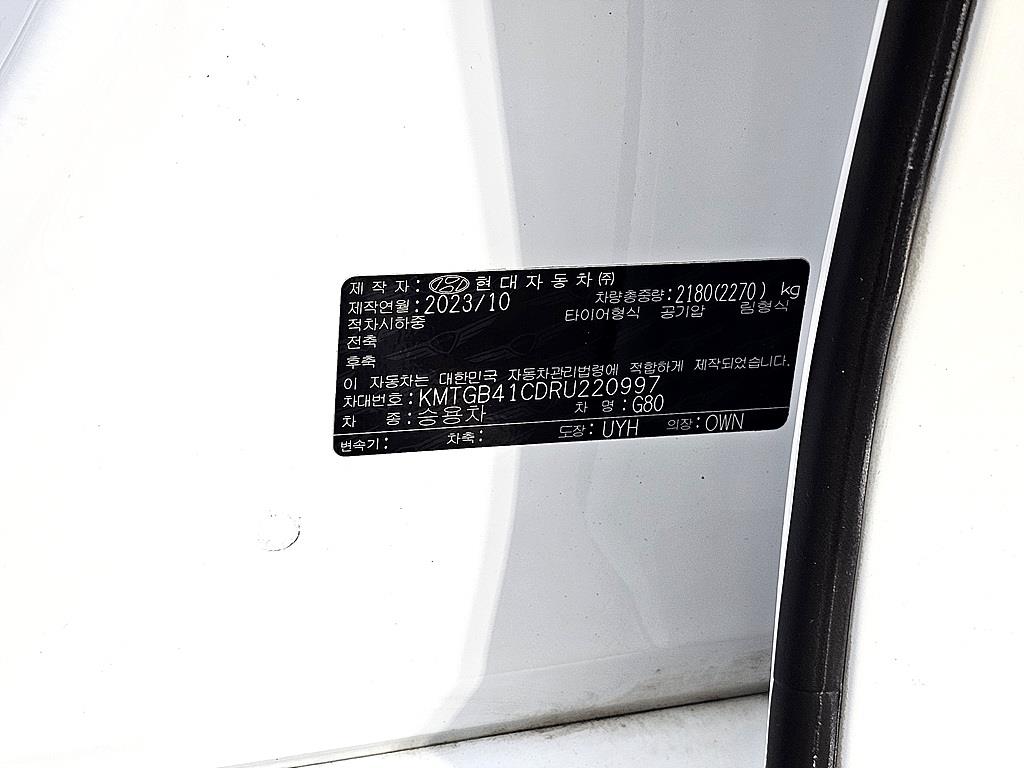 제 작 자 : 현 대 자 동 차 ㈜
제작연월 : 2023/10 차량총중량 : 2180(2270) kg
적차시하중 타이어형식 공기압 림형식
전축
후축
이 자동차는 대한민국 자동차관리법령에 적합하게 제작되었습니다.
차대번호 : KMTGB41CDRU220997
차 종 : 승용차 차 명 : G80
변속기 : 차축 : 도장 : UYH 의장 : OWN